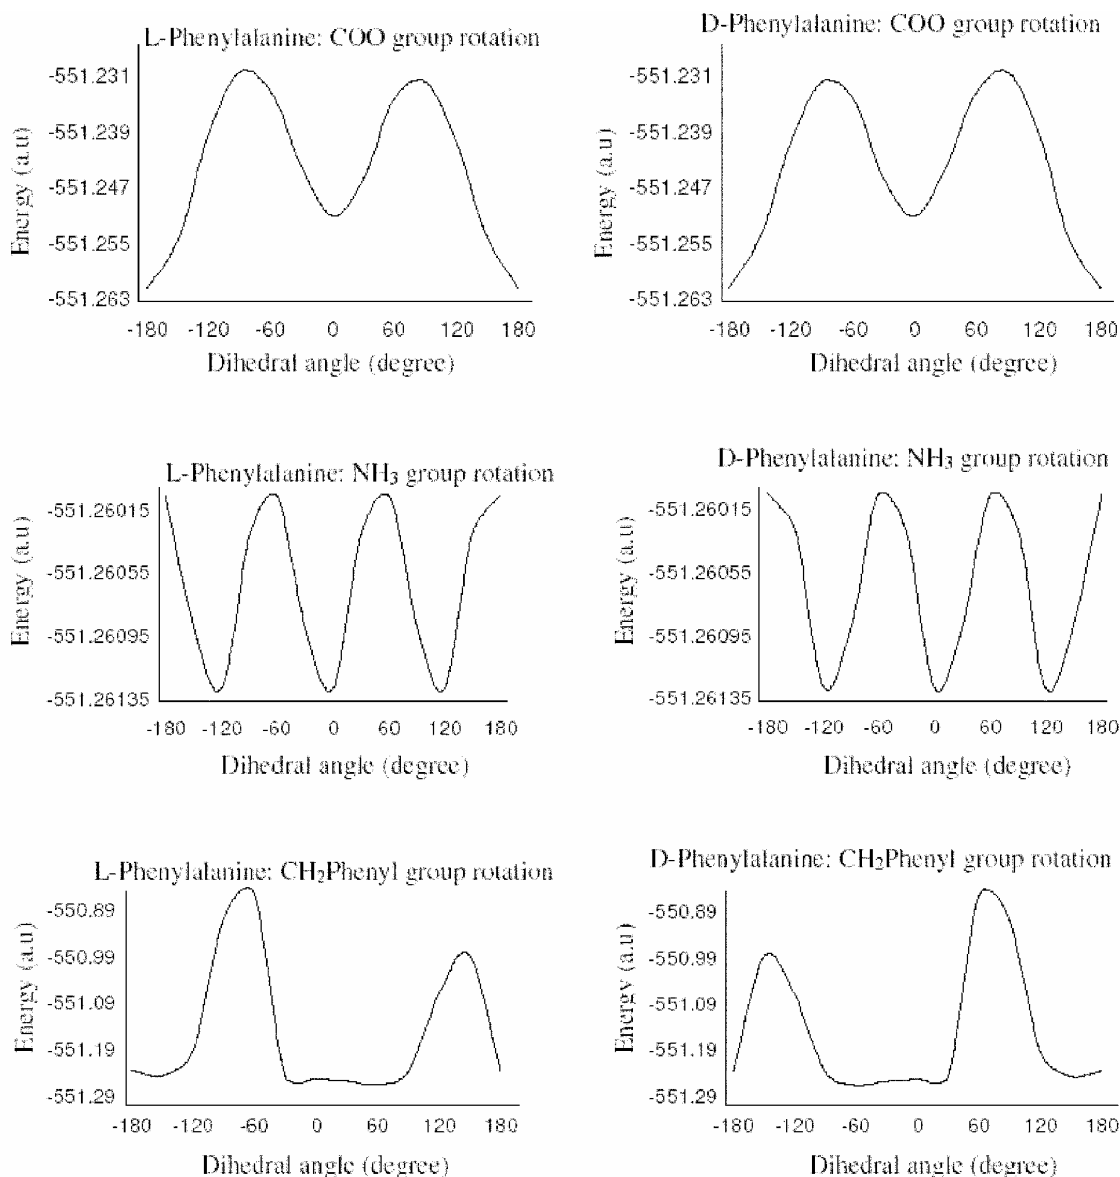 L-Phenylalanine: COO group rotation
Energy (a.u)
-551.231
-551.239
-551.247
-551.255
-551.263
-180 -120 -60 0 60 120 180
Dihedral angle (degree)
D-Phenylalanine: COO group rotation
Energy (a.u)
-551.231
-551.239
-551.247
-551.255
-551.263
-180 -120 -60 0 60 120 180
Dihedral angle (degree)
L-Phenylalanine: NH₃ group rotation
Energy (a.u)
-551.26015
-551.26055
-551.26095
-551.26135
-180 -120 -60 0 60 120 180
Dihedral angle (degree)
D-Phenylalanine: NH₃ group rotation
Energy (a.u)
-551.26015
-551.26055
-551.26095
-551.26135
-180 -120 -60 0 60 120 180
Dihedral angle (degree)
L-Phenylalanine: CH₂Phenyl group rotation
Energy (a.u)
-550.89
-550.99
-551.09
-551.19
-551.29
-180 -120 -60 0 60 120 180
Dihedral angle (degree)
D-Phenylalanine: CH₂Phenyl group rotation
Energy (a.u)
-550.89
-550.99
-551.09
-551.19
-551.29
-180 -120 -60 0 60 120 180
Dihedral angle (degree)